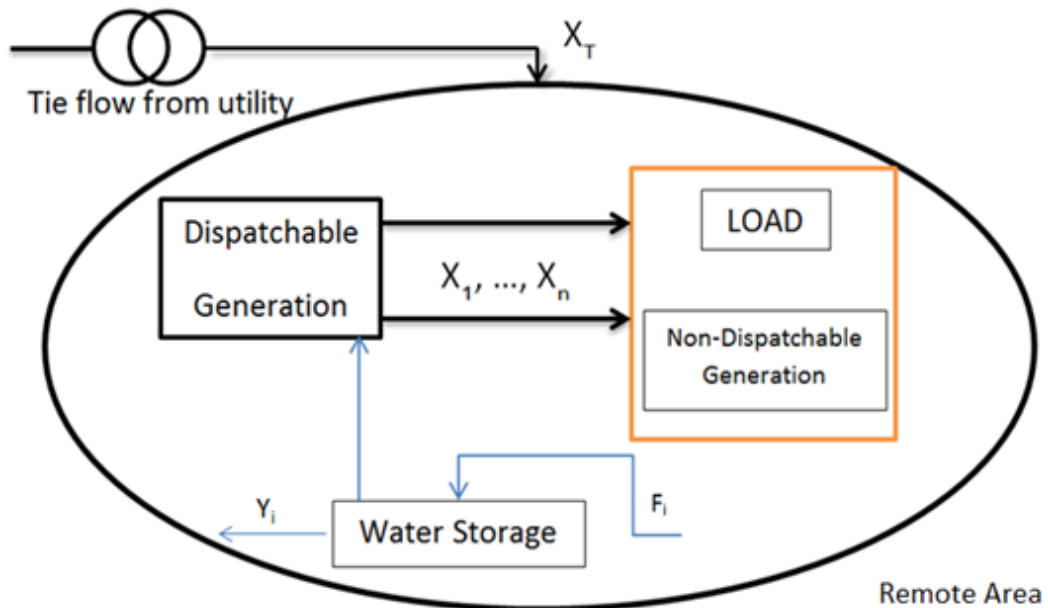 X_T
Tie flow from utility
Dispatchable
Generation
X_1, ..., X_n
LOAD
Non-Dispatchable
Generation
Y_i
Water Storage
F_i
Remote Area